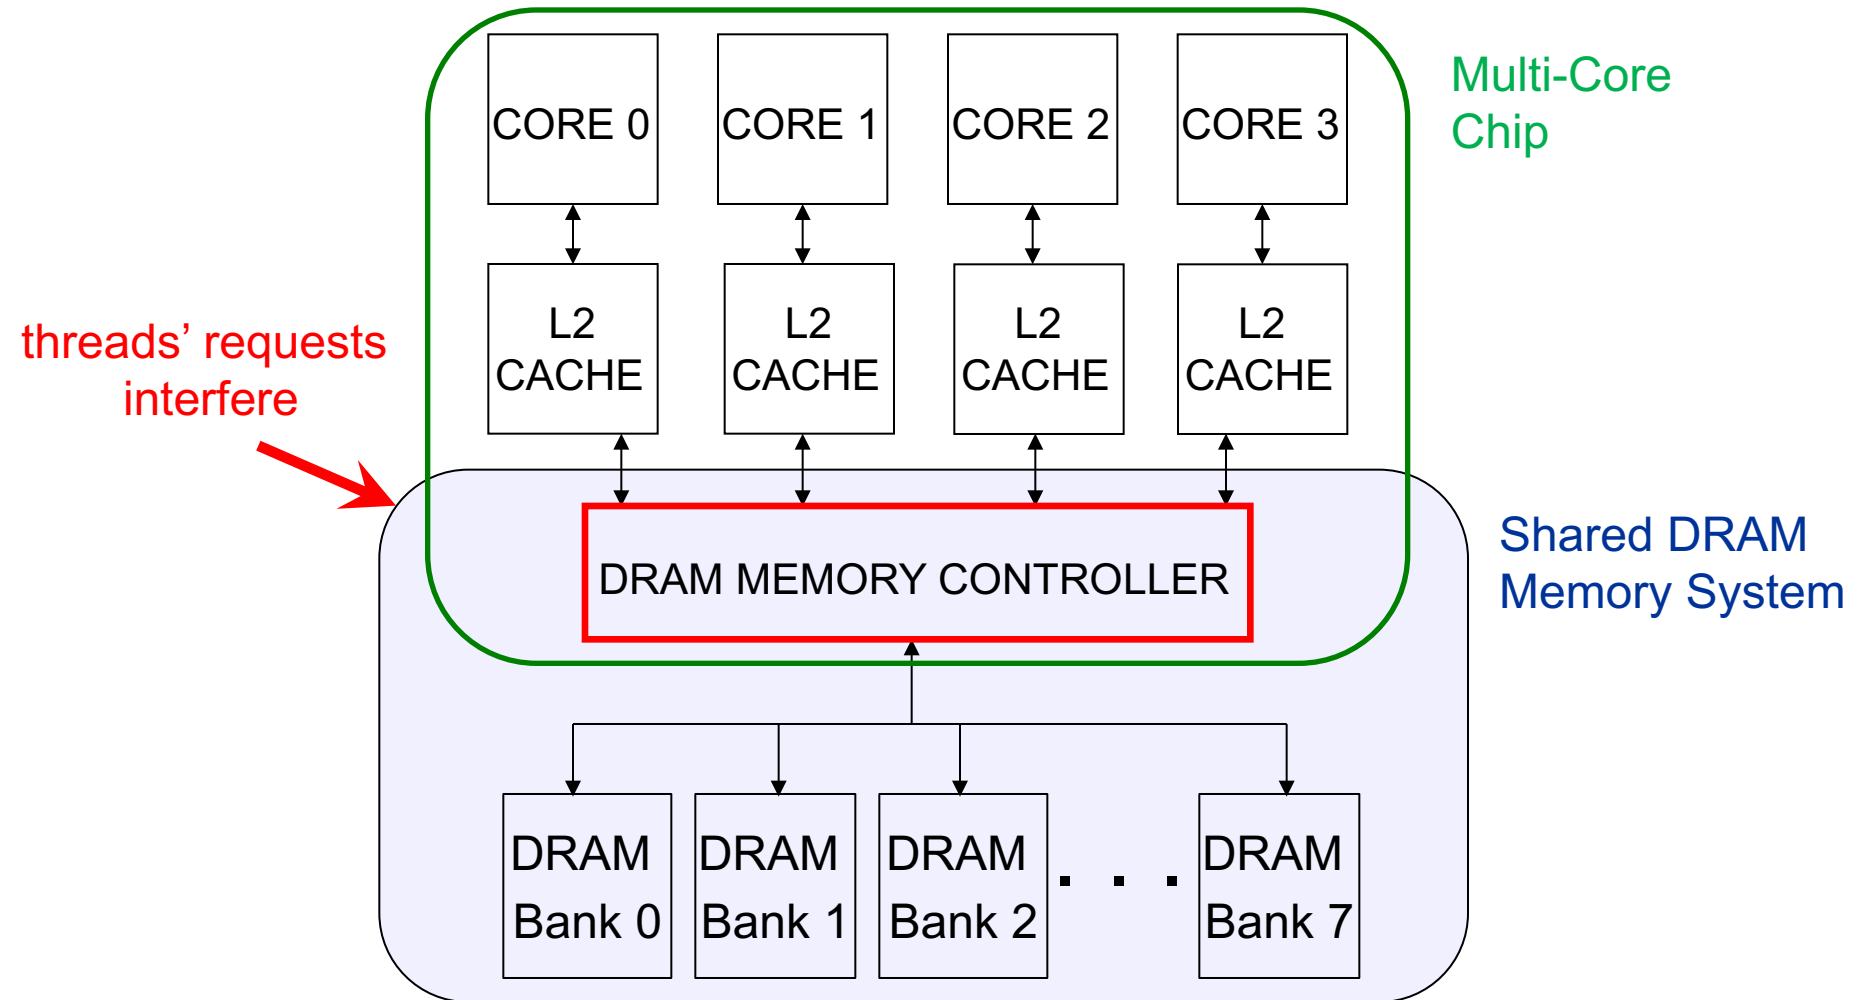 CORE 0
CORE 1
CORE 2
CORE 3
Multi-Core
Chip
L2
CACHE
L2
CACHE
L2
CACHE
L2
CACHE
threads’ requests
interfere
DRAM MEMORY CONTROLLER
Shared DRAM
Memory System
DRAM
Bank 0
DRAM
Bank 1
DRAM
Bank 2
. . .
DRAM
Bank 7